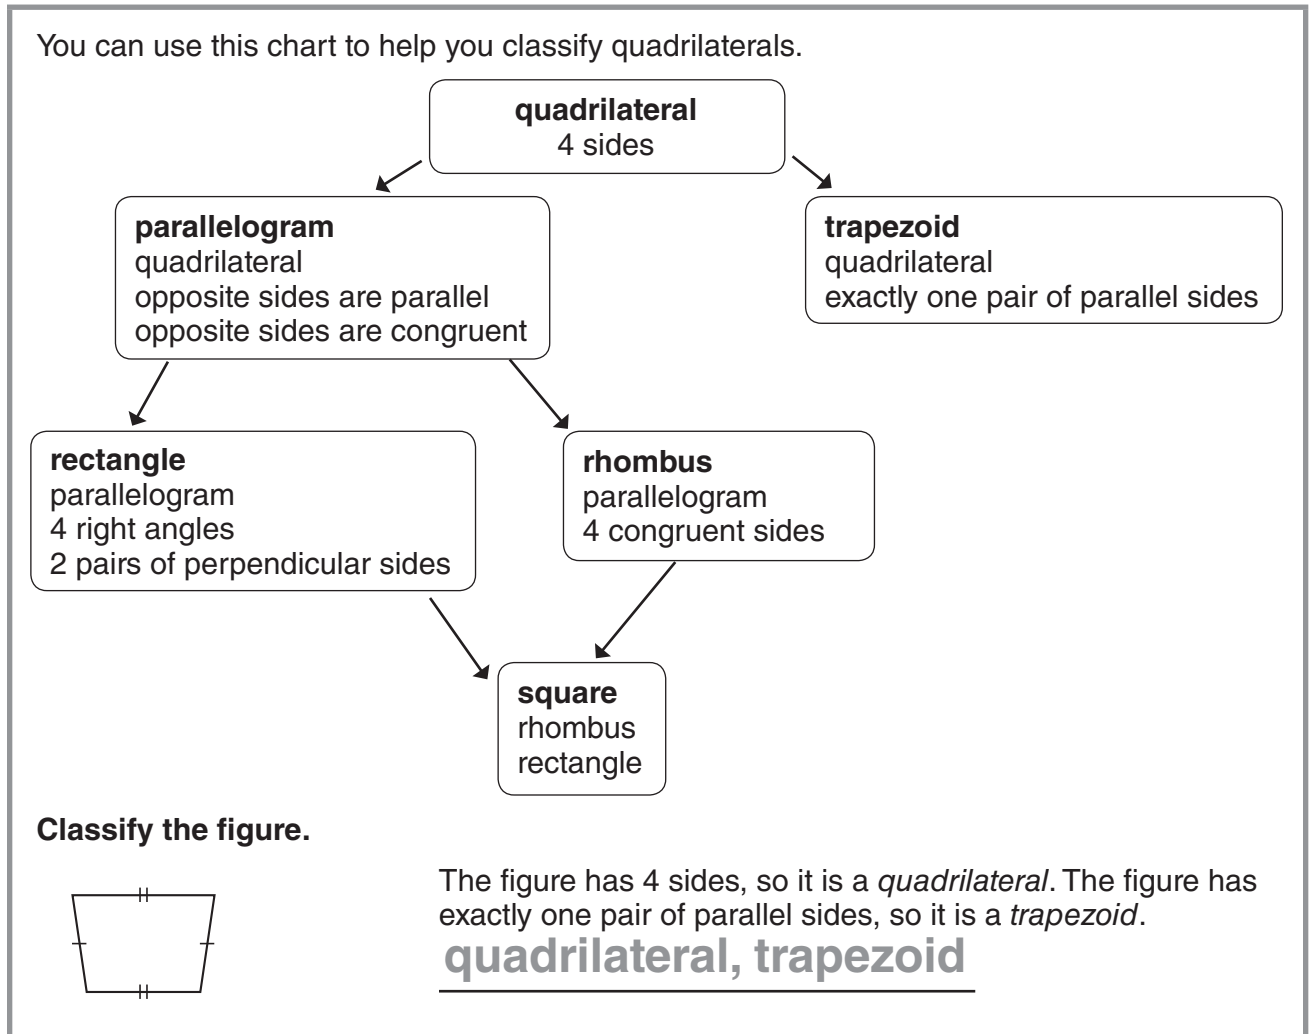 You can use this chart to help you classify quadrilaterals.
quadrilateral
4 sides
parallelogram
quadrilateral
opposite sides are parallel
opposite sides are congruent
trapezoid
quadrilateral
exactly one pair of parallel sides
rectangle
parallelogram
4 right angles
2 pairs of perpendicular sides
rhombus
parallelogram
4 congruent sides
square
rhombus
rectangle
Classify the figure.
The figure has 4 sides, so it is a quadrilateral. The figure has
exactly one pair of parallel sides, so it is a trapezoid.
quadrilateral, trapezoid